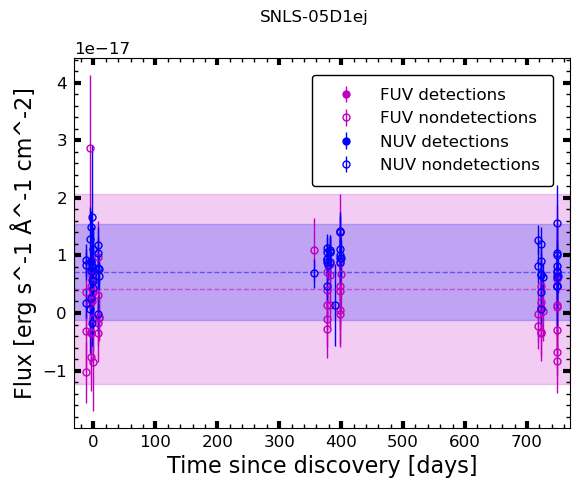 SNLS-05D1ej
1e−17
FUV detections
FUV nondetections
NUV detections
NUV nondetections
4
3
2
1
0
−1
Flux [erg s^-1 Å^-1 cm^-2]
0 100 200 300 400 500 600 700
Time since discovery [days]